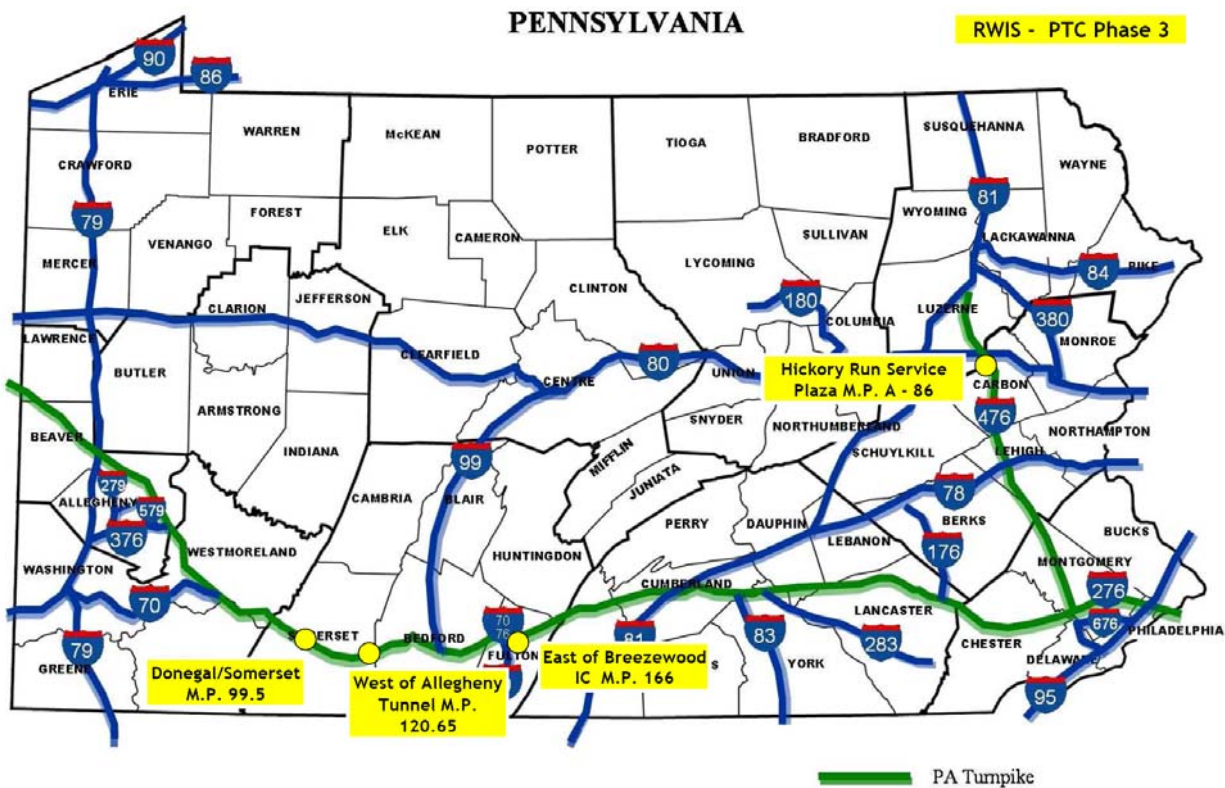 PENNSYLVANIA
RWIS - PTC Phase 3
90
86
ERIE
WARREN
McKEAN
POTTER
TIOGA
BRADFORD
SUSQUEHANNA
WAYNE
CRAWFORD
79
FOREST
VENANGO
ELK
CAMERON
MERCER
81
WYOMING
LACKAWANNA
SULLIVAN
LYCOMING
84
PIKE
CLINTON
JEFFERSON
CLARION
180
COLUMBIA
LUZERNE
380
MONROE
LAWRENCE
BUTLER
CLEARFIELD
CENTRE
80
UNION
Hickory Run Service
Plaza M.P. A - 86
CARBON
ARMSTRONG
SNYDER
NORTHUMBERLAND
476
NORTHAMPTON
BEAVER
INDIANA
MIFFLIN
JUNIATA
SCHUYLKILL
LEHIGH
99
279
ALLEGHENY
579
CAMBRIA
BLAIR
78
BERKS
BUCKS
376
WESTMORELAND
HUNTINGDON
PERRY
DAUPHIN
LEBANON
176
MONTGOMERY
WASHINGTON
70
CUMBERLAND
276
676
PHILADELPHIA
LANCASTER
CHESTER
DELAWARE
79
GREENE
SOMERSET
BEDFORD
70
76
FULTON
81
83
YORK
283
95
Donegal/Somerset
M.P. 99.5
West of Allegheny
Tunnel M.P.
120.65
East of Breezewood
IC M.P. 166
S
PA Turnpike